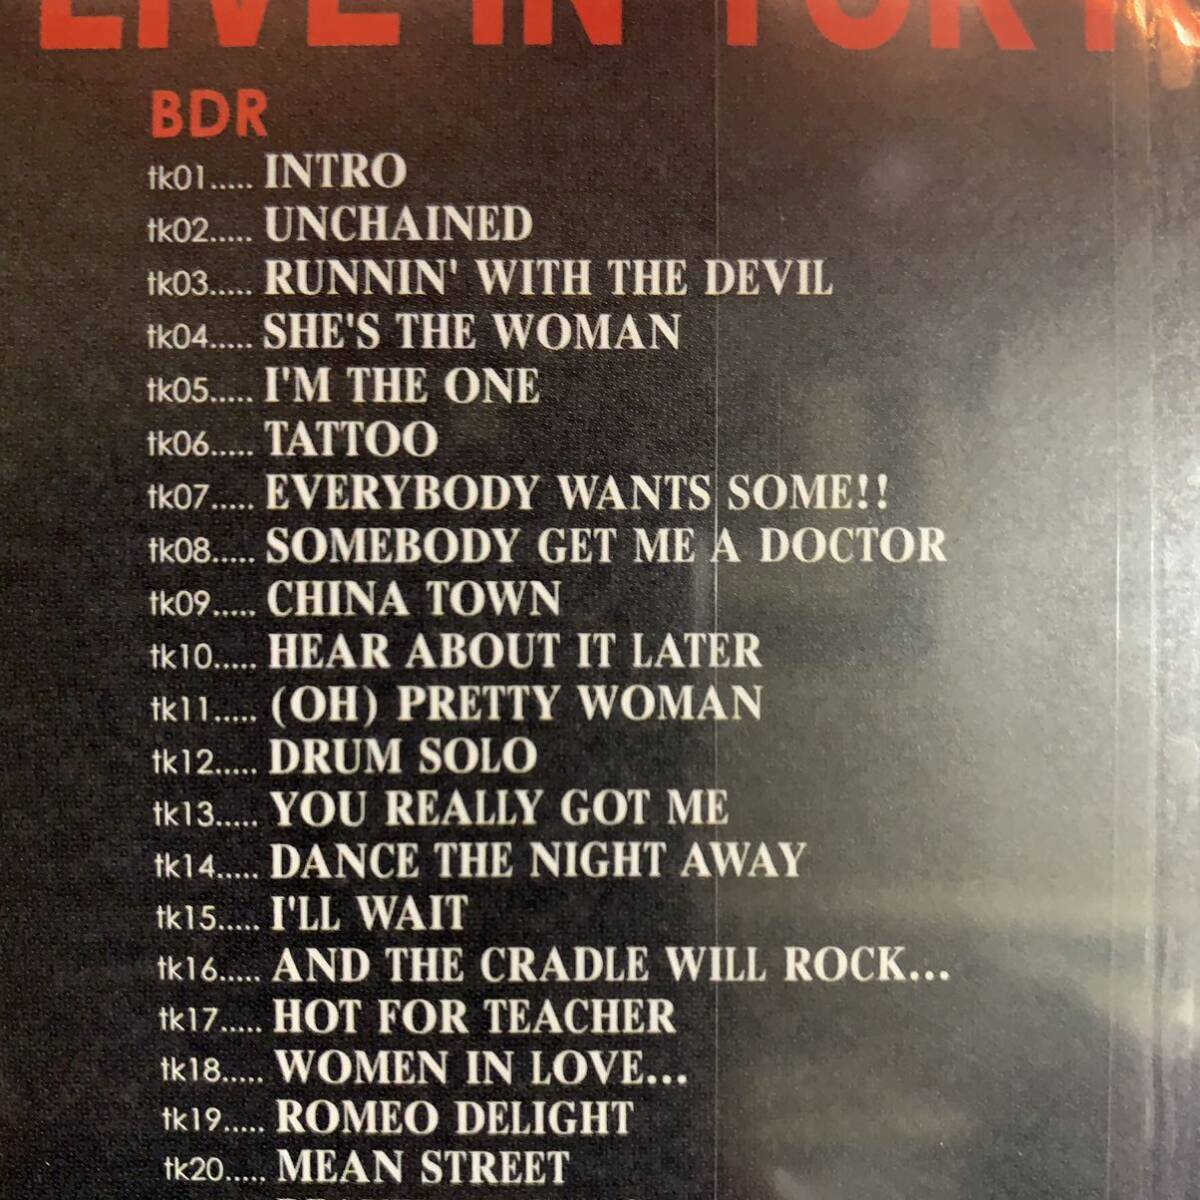 LIVE IN TOKYO
BDR
tk01..... INTRO
tk02..... UNCHAINED
tk03..... RUNNIN' WITH THE DEVIL
tk04..... SHE'S THE WOMAN
tk05..... I'M THE ONE
tk06..... TATTOO
tk07..... EVERYBODY WANTS SOME!!
tk08..... SOMEBODY GET ME A DOCTOR
tk09..... CHINA TOWN
tk10..... HEAR ABOUT IT LATER
tk11..... (OH) PRETTY WOMAN
tk12..... DRUM SOLO
tk13..... YOU REALLY GOT ME
tk14..... DANCE THE NIGHT AWAY
tk15..... I'LL WAIT
tk16..... AND THE CRADLE WILL ROCK...
tk17..... HOT FOR TEACHER
tk18..... WOMEN IN LOVE...
tk19..... ROMEO DELIGHT
tk20..... MEAN STREET